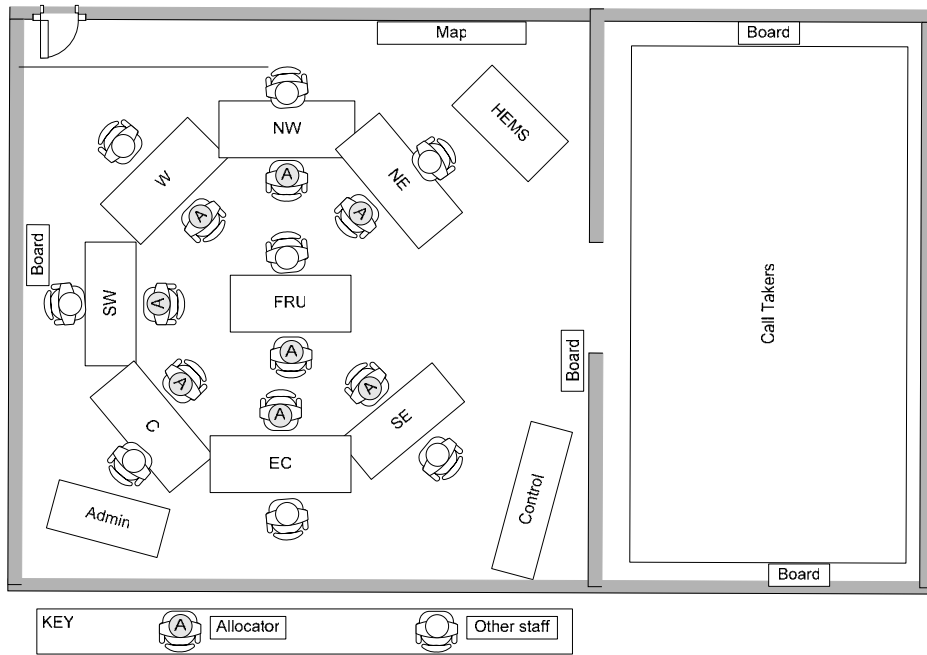 Map
Board
HEMS
NW
A
W
NE
A
A
Board
SW
A
FRU
Call Takers
A
Board
A
A
A
C
SE
EC
Control
Admin
Board
KEY
A
Allocator
Other staff